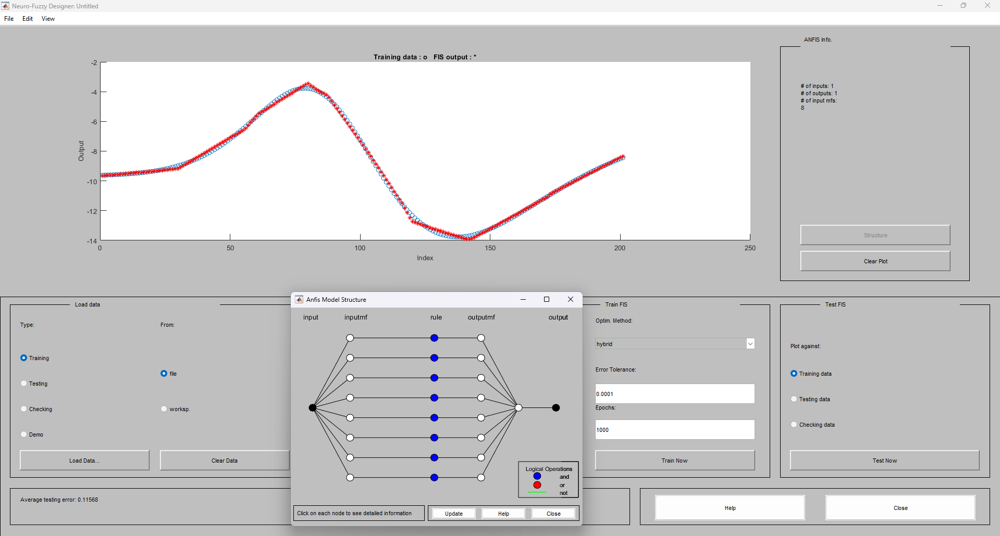 Neuro-Fuzzy Designer: Untitled
File Edit View
Training data : o FIS output : *
-2
-4
-6
-8
-10
-12
-14
Output
0 50 100 150 200 250
Index
ANFIS Info.
# of inputs: 1
# of outputs: 1
# of input mfs:
8
Structure
Clear Plot
Load data
Type:
From:
Training
Testing
Checking
Demo
file
worksp.
Load Data...
Clear Data
Anfis Model Structure
input inputmf rule outputmf output
Logical Operations
and
or
not
Click on each node to see detailed information
Update Help Close
Train FIS
Optim. Method:
hybrid
Error Tolerance:
0.0001
Epochs:
1000
Train Now
Test FIS
Plot against:
Training data
Testing data
Checking data
Test Now
Average testing error: 0.11568
Help
Close